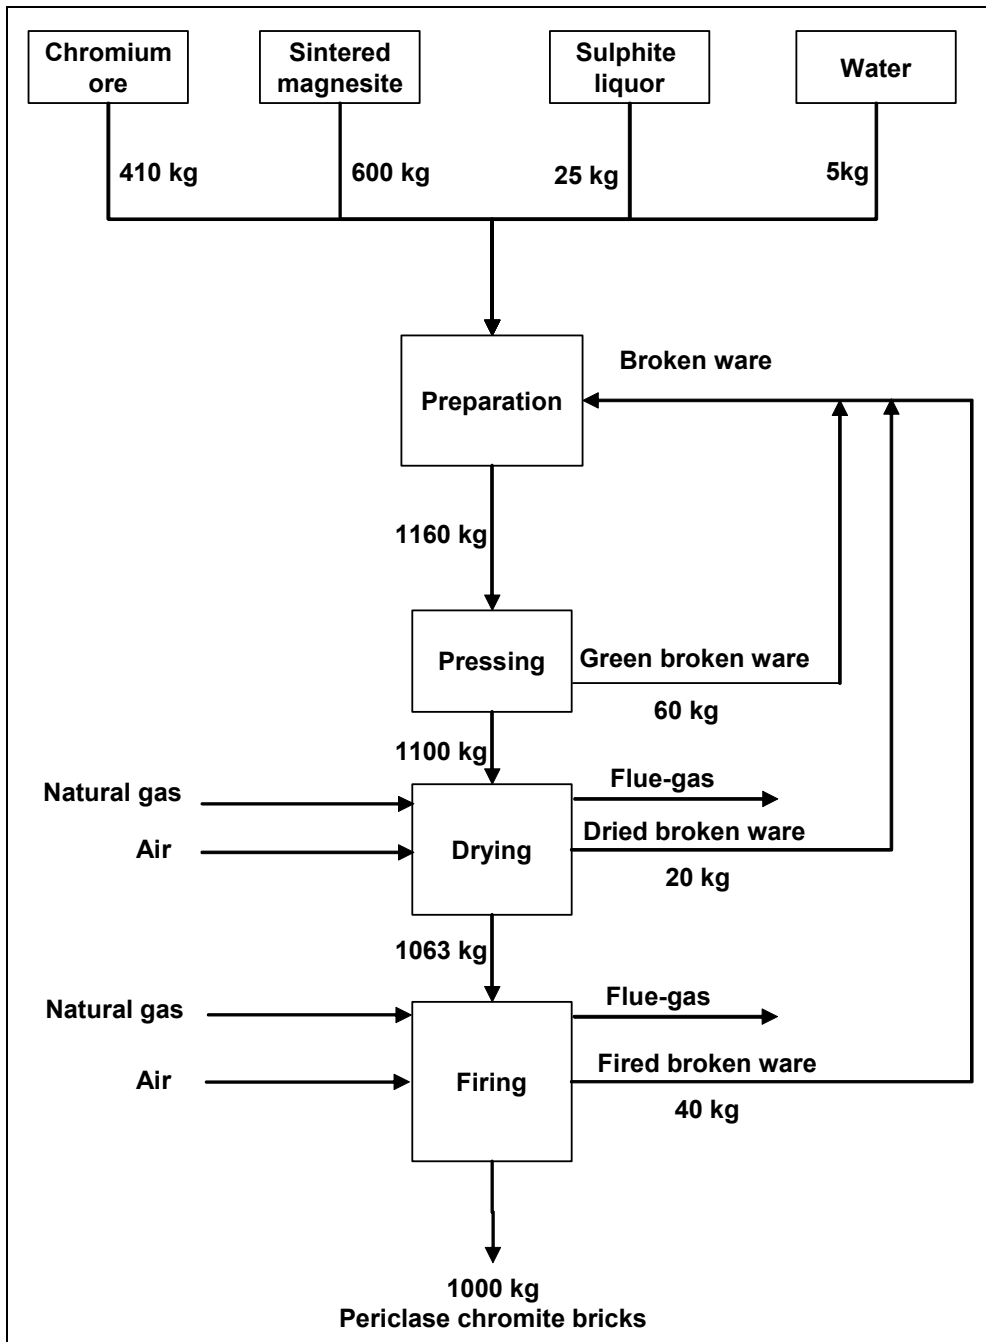 Chromium
ore
Sintered
magnesite
Sulphite
liquor
Water
410 kg
600 kg
25 kg
5kg
Broken ware
Preparation
1160 kg
Pressing
Green broken ware
60 kg
1100 kg
Natural gas
Flue-gas
Air
Drying
Dried broken ware
20 kg
1063 kg
Natural gas
Flue-gas
Air
Firing
Fired broken ware
40 kg
1000 kg
Periclase chromite bricks